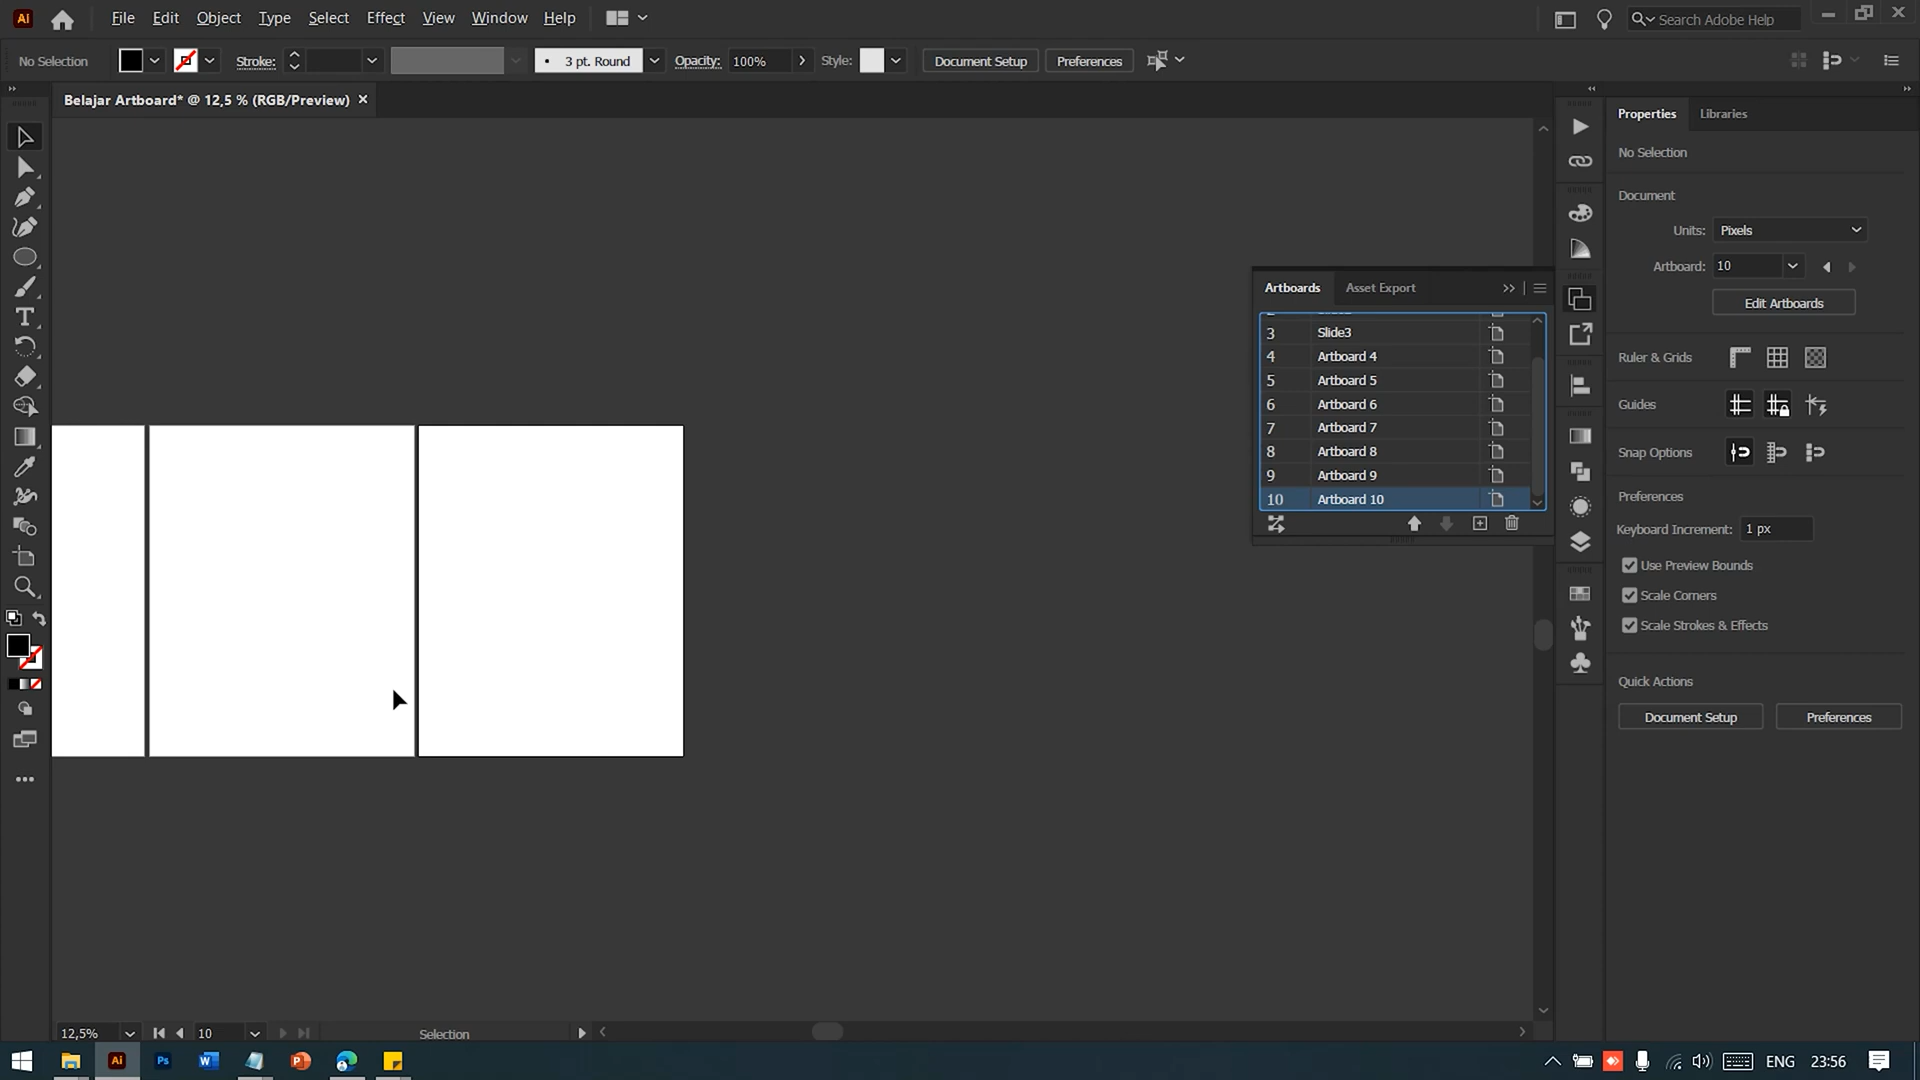 Ai File Edit Object Type Select Effect View Window Help Search Adobe Help
No Selection Stroke: 3 pt. Round Opacity: 100% Style: Document Setup Preferences
Belajar Artboard* @ 12,5 % (RGB/Preview)
Properties Libraries
No Selection
Document
Units: Pixels
Artboard: 10
Edit Artboards
Ruler & Grids
Guides
Snap Options
Preferences
Keyboard Increment: 1 px
Use Preview Bounds
Scale Corners
Scale Strokes & Effects
Quick Actions
Document Setup Preferences
Artboards Asset Export
3 Slide3
4 Artboard 4
5 Artboard 5
6 Artboard 6
7 Artboard 7
8 Artboard 8
9 Artboard 9
10 Artboard 10
12,5% 10 Selection
Ai Ps W P ENG 23:56